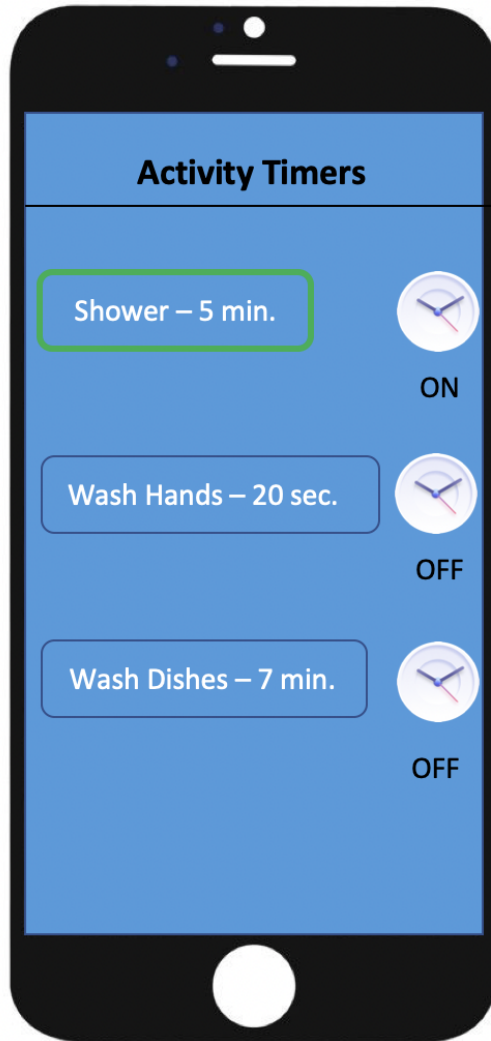 Activity Timers
Shower – 5 min.
ON
Wash Hands – 20 sec.
OFF
Wash Dishes – 7 min.
OFF